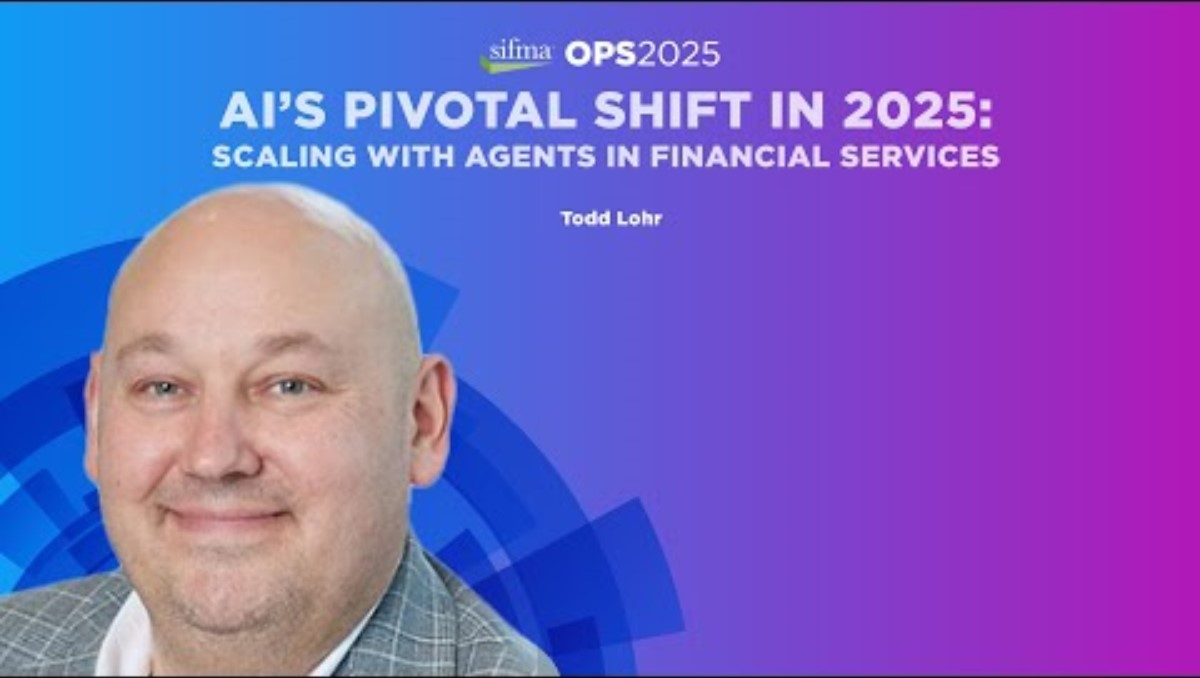 sifma OPS2025
AI'S PIVOTAL SHIFT IN 2025:
SCALING WITH AGENTS IN FINANCIAL SERVICES
Todd Lohr